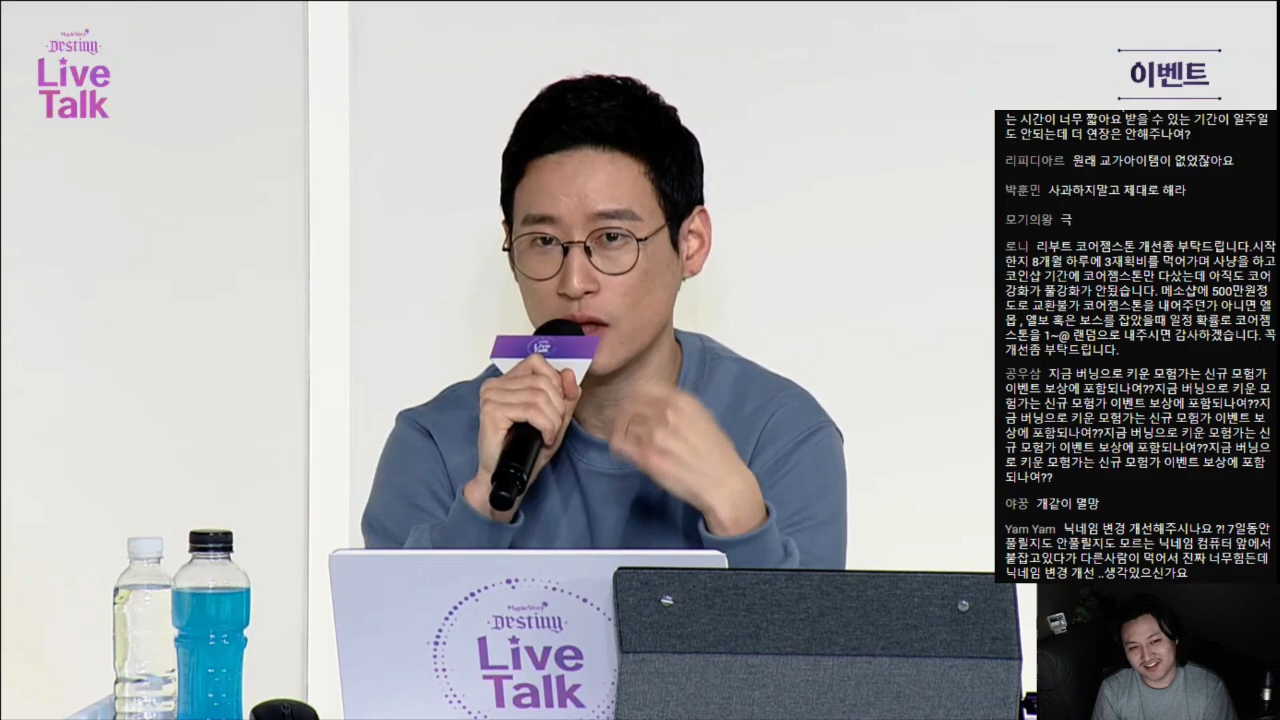 MapleStory
DESTINY
Live
Talk
이벤트
는 시간이 너무 짧아요 받을 수 있는 기간이 일주일
도 안되는데 더 연장은 안해주나여?
리피디아르 원래 교가아이템이 없었잖아요
박훈민 사과하지말고 제대로 해라
모기의왕 극
로니 리부트 코어젬스톤 개선좀 부탁드립니다.시작
한지 8개월 하루에 3재획비를 먹어가며 사냥을 하고
코인샵 기간에 코어젬스톤만 다샀는데 아직도 코어
강화가 풀강화가 안됬습니다. 메소샵에 500만원정
도로 교환불가 코어젬스톤을 내어주던가 아니면 엘
몹 , 엘보 혹은 보스를 잡았을때 일정 확률로 코어젬
스톤을 1~@ 랜덤으로 내주시면 감사하겠습니다. 꼭
개선좀 부탁드립니다.
공우삼 지금 버닝으로 키운 모험가는 신규 모험가
이벤트 보상에 포함되나여??지금 버닝으로 키운 모
험가는 신규 모험가 이벤트 보상에 포함되나여??지
금 버닝으로 키운 모험가는 신규 모험가 이벤트 보
상에 포함되나여??지금 버닝으로 키운 모험가는 신
규 모험가 이벤트 보상에 포함되나여??지금 버닝으
로 키운 모험가는 신규 모험가 이벤트 보상에 포함
되나여??
야꿍 개같이 멸망
Yam Yam 닉네임 변경 개선해주시나요 ?! 7일동안
풀릴지도 안풀릴지도 모르는 닉네임 컴퓨터 앞에서
붙잡고있다가 다른사람이 먹어서 진짜 너무힘든데
닉네임 변경 개선 ..생각있으신가요
Live
Talk
MapleStory
DESTINY
Live
Talk